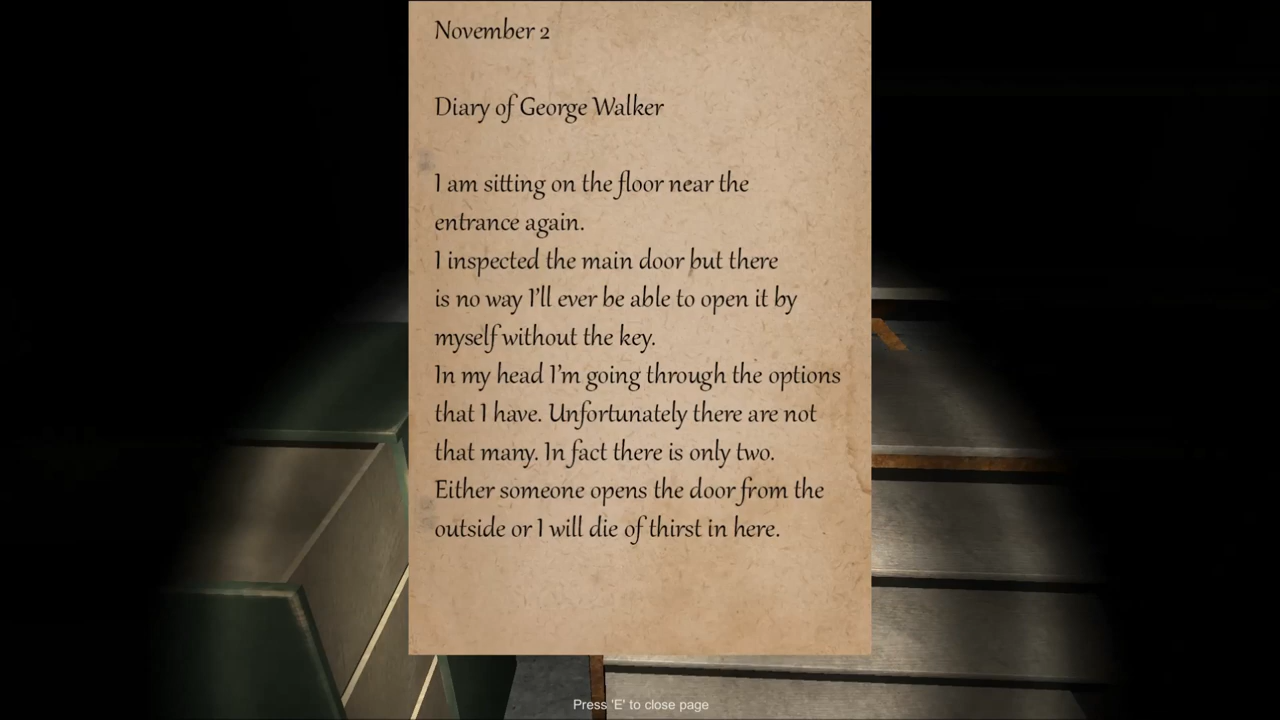 November 2
Diary of George Walker
I am sitting on the floor near the
entrance again.
I inspected the main door but there
is no way I'll ever be able to open it by
myself without the key.
In my head I'm going through the options
that I have. Unfortunately there are not
that many. In fact there is only two.
Either someone opens the door from the
outside or I will die of thirst in here.
Press 'E' to close page